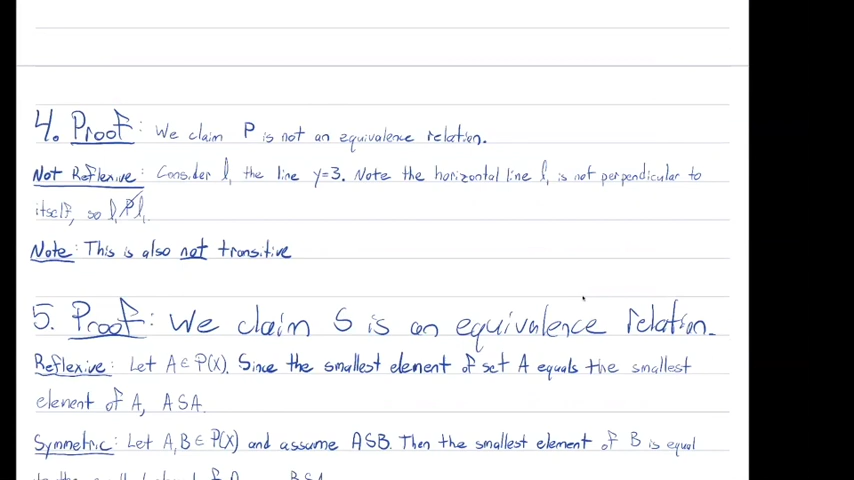 4. Proof: We claim P is not an equivalence relation.
Not Reflexive: Consider l₁ the line y=3. Note the horizontal line l₁ is not perpendicular to
itself, so l₁ P̸ l₁.
Note: This is also not transitive
5. Proof: We claim S is an equivalence relation.
Reflexive: Let A∈P(X). Since the smallest element of set A equals the smallest
element of A, ASA.
Symmetric: Let A,B∈P(X) and assume ASB. Then the smallest element of B is equal
to the